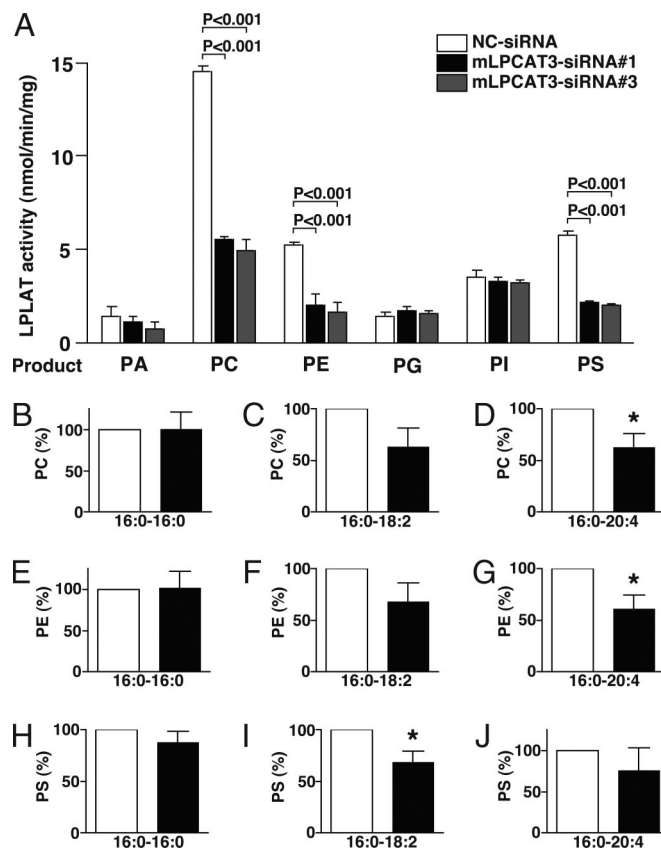 A
P<0.001
P<0.001
NC-siRNA
mLPCAT3-siRNA#1
mLPCAT3-siRNA#3
LPLAT activity (nmol/min/mg)
15
10
5
0
P<0.001
P<0.001
P<0.001
P<0.001
Product PA PC PE PG PI PS
B
PC (%)
100
50
0
16:0-16:0
C
PC (%)
100
50
0
16:0-18:2
D
PC (%)
100
50
0
*
16:0-20:4
E
PE (%)
100
50
0
16:0-16:0
F
PE (%)
100
50
0
16:0-18:2
G
PE (%)
100
50
0
*
16:0-20:4
H
PS (%)
100
50
0
16:0-16:0
I
PS (%)
100
50
0
*
16:0-18:2
J
PS (%)
100
50
0
16:0-20:4